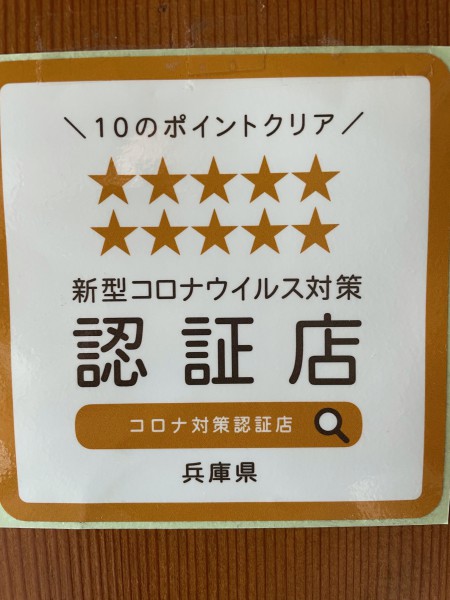 \10のポイントクリア/
★★★★★
★★★★★
新型コロナウイルス対策
認証店
コロナ対策認証店
兵庫県